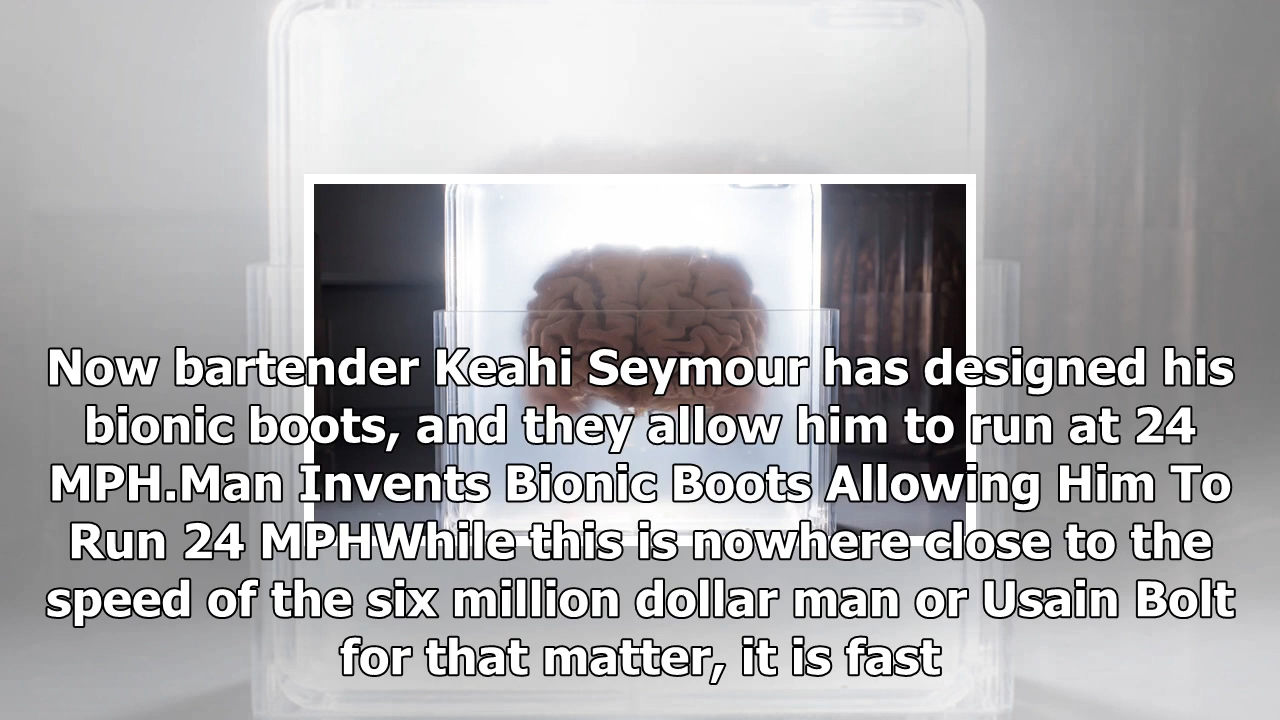 Now bartender Keahi Seymour has designed his
bionic boots, and they allow him to run at 24
MPH.Man Invents Bionic Boots Allowing Him To
Run 24 MPHWhile this is nowhere close to the
speed of the six million dollar man or Usain Bolt
for that matter, it is fast